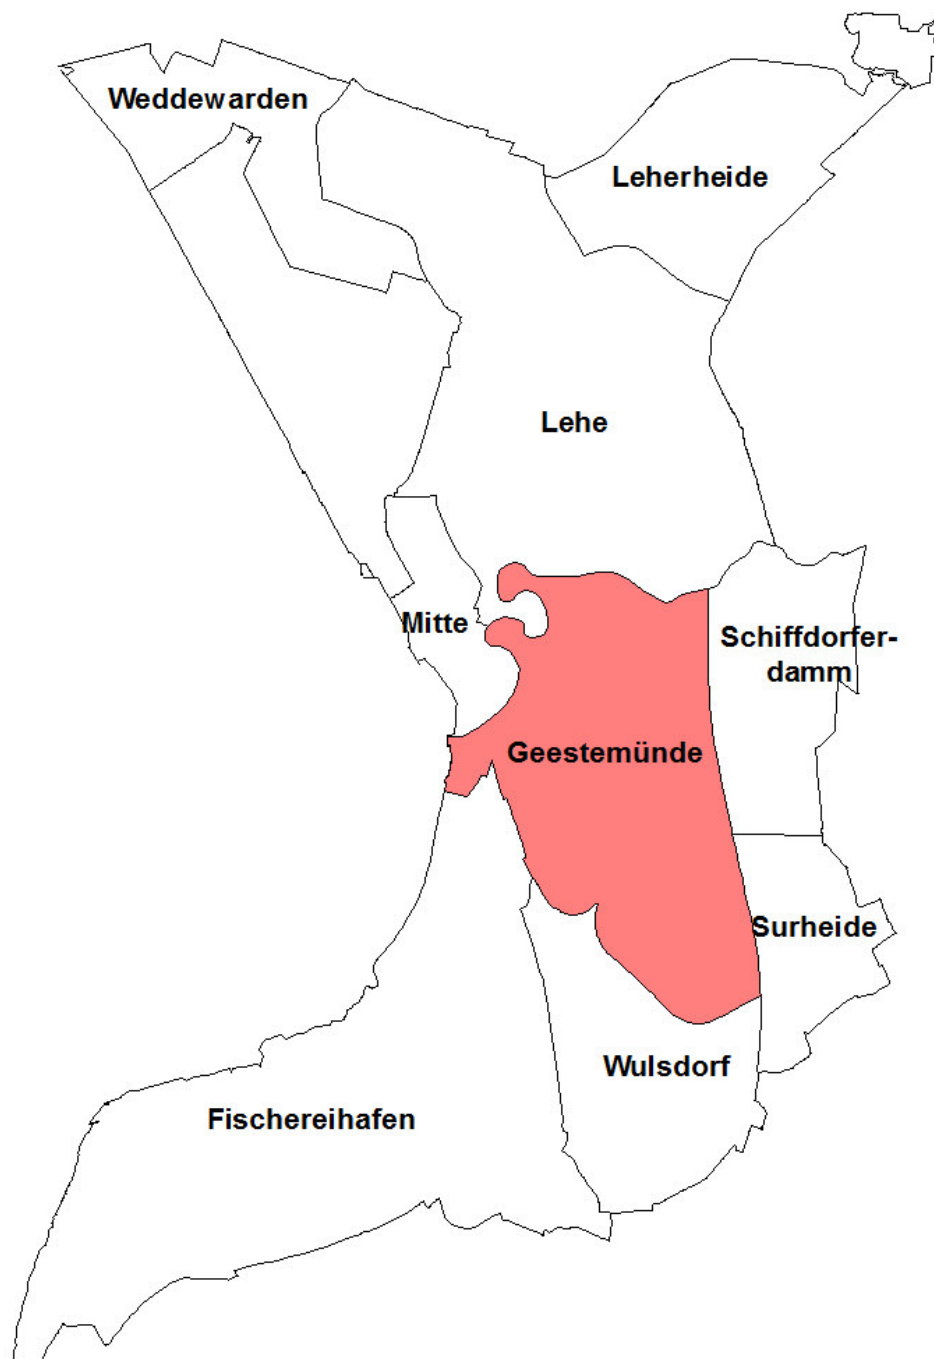 Weddewarden
Leherheide
Lehe
Mitte
Schiffdorfer-
damm
Geestemünde
Surheide
Wulsdorf
Fischereihafen